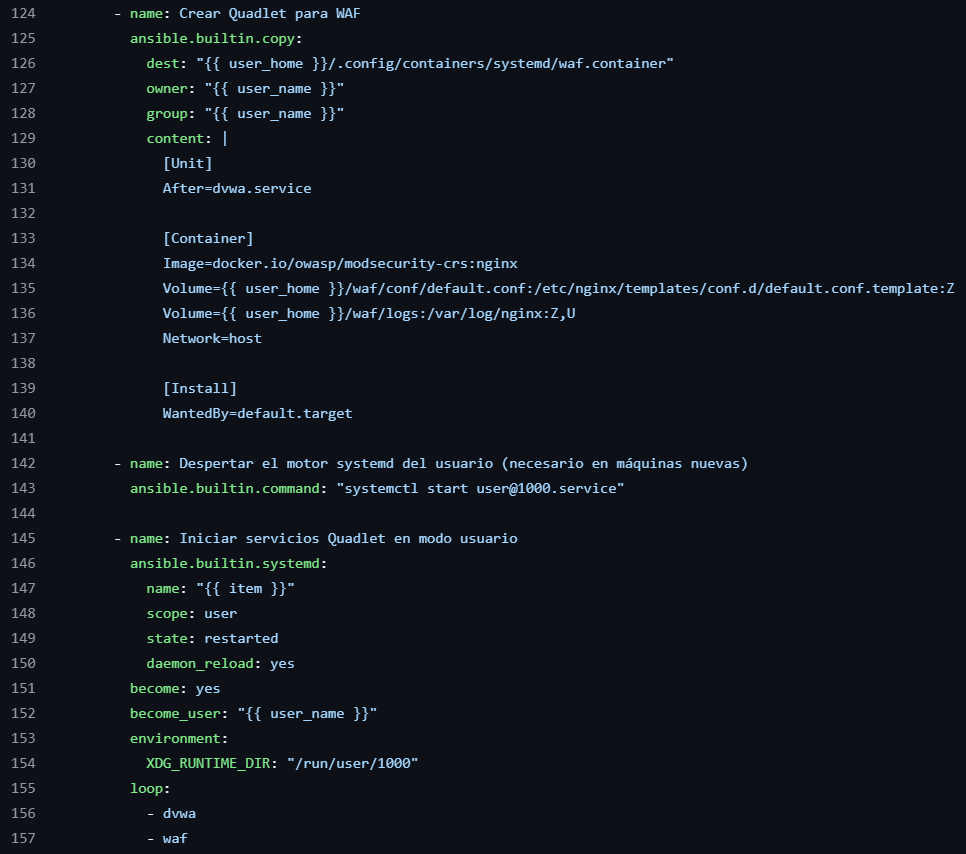 124 - name: Crear Quadlet para WAF
125 ansible.builtin.copy:
126 dest: "{{ user_home }}/.config/containers/systemd/waf.container"
127 owner: "{{ user_name }}"
128 group: "{{ user_name }}"
129 content: |
130 [Unit]
131 After=dvwa.service
132
133 [Container]
134 Image=docker.io/owasp/modsecurity-crs:nginx
135 Volume={{ user_home }}/waf/conf/default.conf:/etc/nginx/templates/conf.d/default.conf.template:Z
136 Volume={{ user_home }}/waf/logs:/var/log/nginx:Z,U
137 Network=host
138
139 [Install]
140 WantedBy=default.target
141
142 - name: Despertar el motor systemd del usuario (necesario en máquinas nuevas)
143 ansible.builtin.command: "systemctl start user@1000.service"
144
145 - name: Iniciar servicios Quadlet en modo usuario
146 ansible.builtin.systemd:
147 name: "{{ item }}"
148 scope: user
149 state: restarted
150 daemon_reload: yes
151 become: yes
152 become_user: "{{ user_name }}"
153 environment:
154 XDG_RUNTIME_DIR: "/run/user/1000"
155 loop:
156 - dvwa
157 - waf